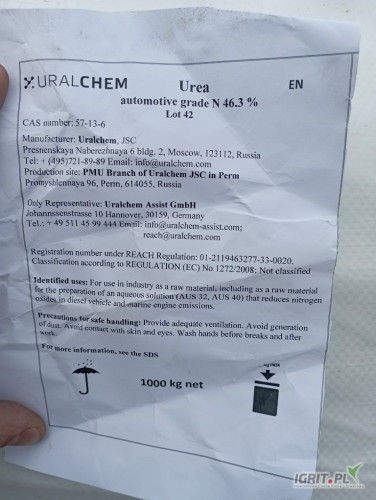 URALCHEM Urea EN
automotive grade N 46.3 %
Lot 42
CAS number: 57-13-6
Manufacturer: Uralchem, JSC
Presnenskaya Naberezhnaya 6 bldg. 2, Moscow, 123112, Russia
Tel: + (495)721-89-89 Email: info@uralchem.com
Production site: PMU Branch of Uralchem JSC in Perm
Promyshlennaya 96, Perm, 614055, Russia
Only Representative: Uralchem Assist GmbH
Johannssenstrasse 10 Hannover, 30159, Germany
Tel.: + 49 511 45 99 444 Email: info@uralchem-assist.com;
reach@uralchem.com
Registration number under REACH Regulation: 01-2119463277-33-0020.
Classification according to REGULATION (EC) No 1272/2008: Not classified
Identified uses: For use in industry as a raw material, including as a raw material
for the preparation of an aqueous solution (AUS 32, AUS 40) that reduces nitrogen
oxides in diesel vehicle and marine engine emissions.
Precautions for safe handling: Provide adequate ventilation. Avoid generation
of dust. Avoid contact with skin and eyes. Wash hands before breaks and after
work.
For more information, see the SDS
kg max
1000 kg net
IGRIT.PL